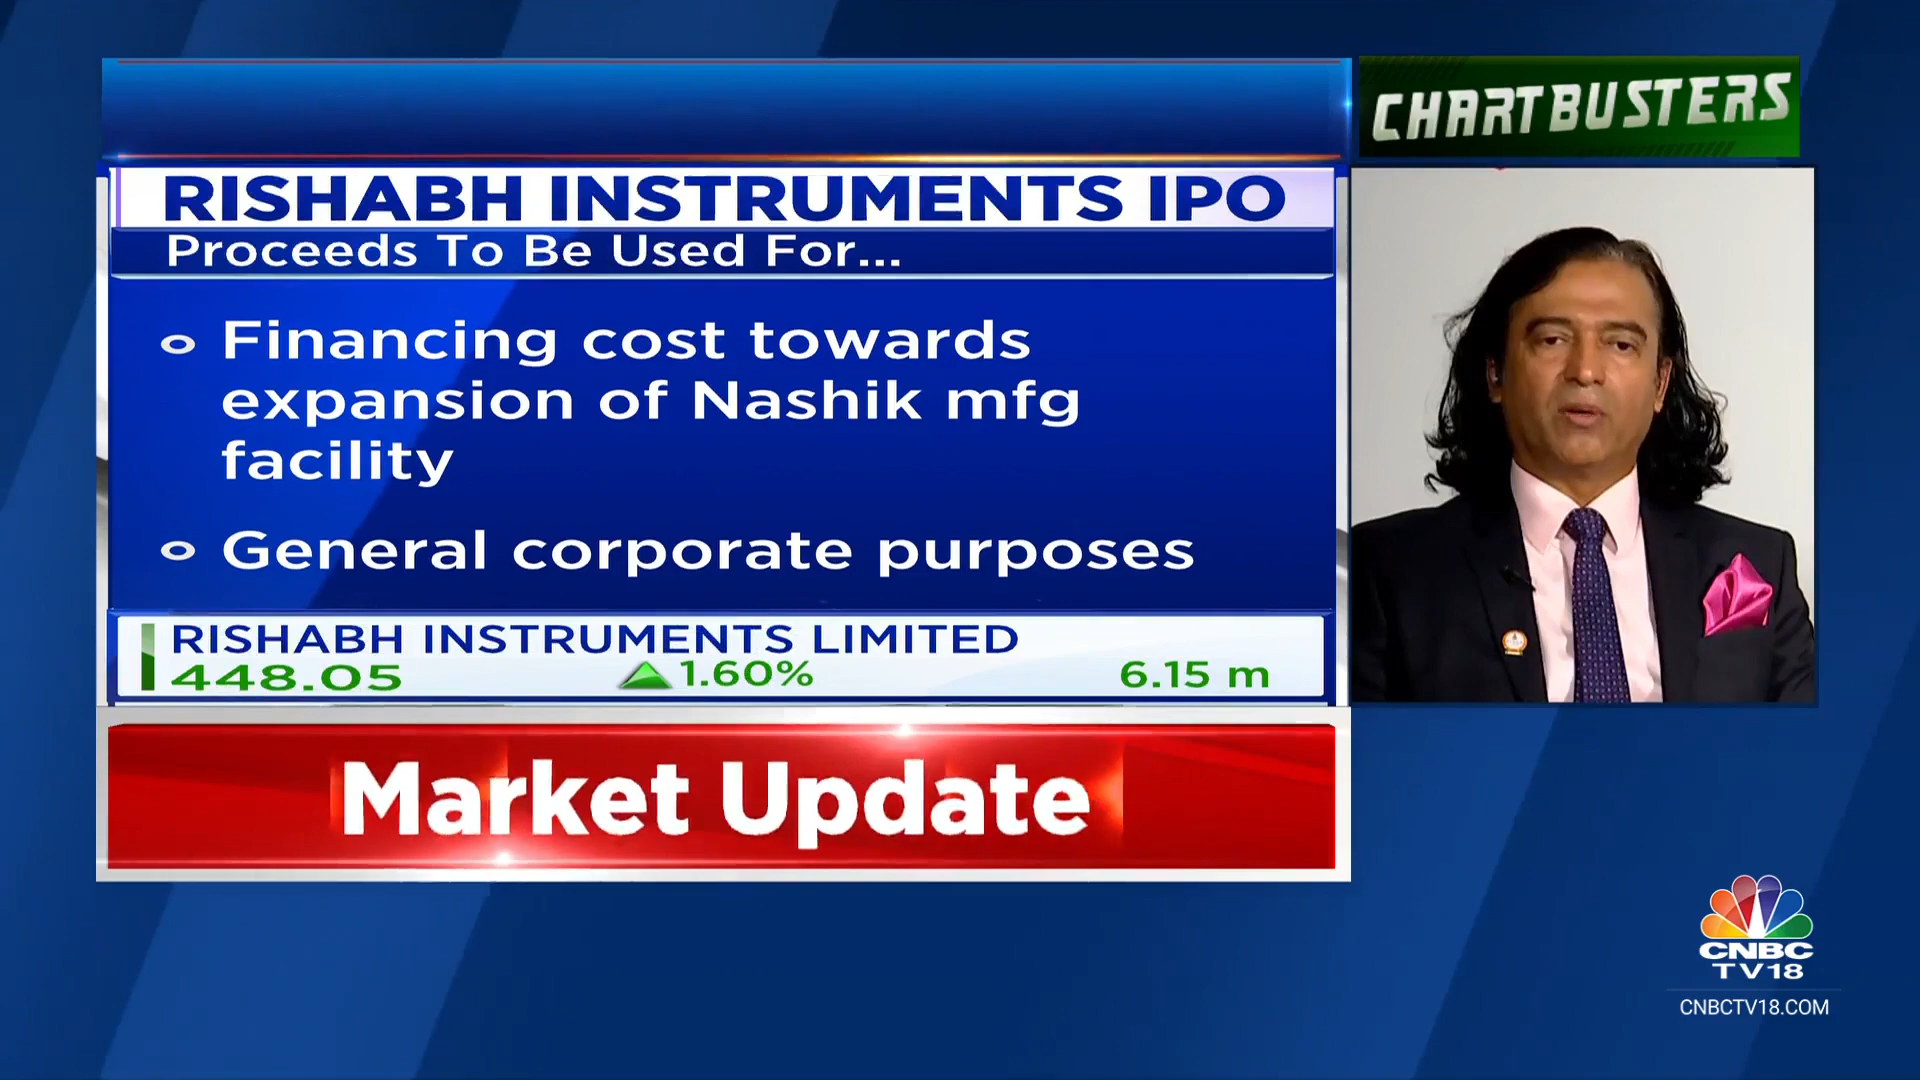 CHARTBUSTERS
RISHABH INSTRUMENTS IPO
Proceeds To Be Used For...
Financing cost towards
expansion of Nashik mfg
facility
General corporate purposes
RISHABH INSTRUMENTS LIMITED
448.05 1.60% 6.15 m
Market Update
CNBC
TV18
CNBCTV18.COM